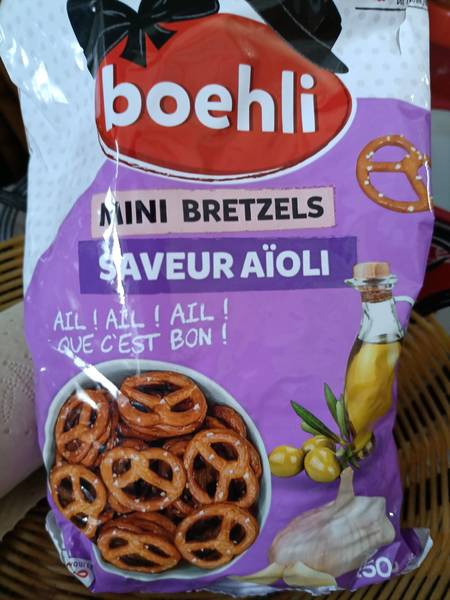 boehli
MINI BRETZELS
SAVEUR AÏOLI
AIL ! AIL ! AIL !
QUE C'EST BON !